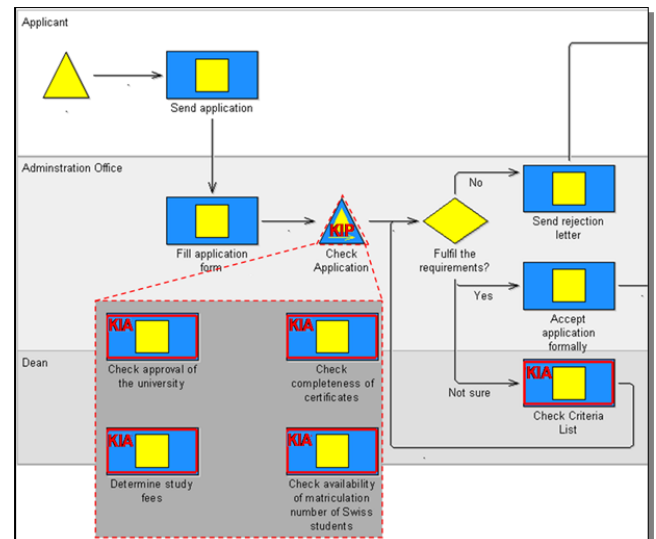 Applicant
Send application
Adminstration Office
No
KIP
Fill application
form
Check
Application
Fulfil the
requirements?
Send rejection
letter
Yes
Accept
application
formally
KIA
Check approval of
the university
KIA
Check
completeness of
certificates
Dean
Not sure
KIA
Check Criteria
List
KIA
Determine study
fees
KIA
Check availability
of matriculation
number of Swiss
students